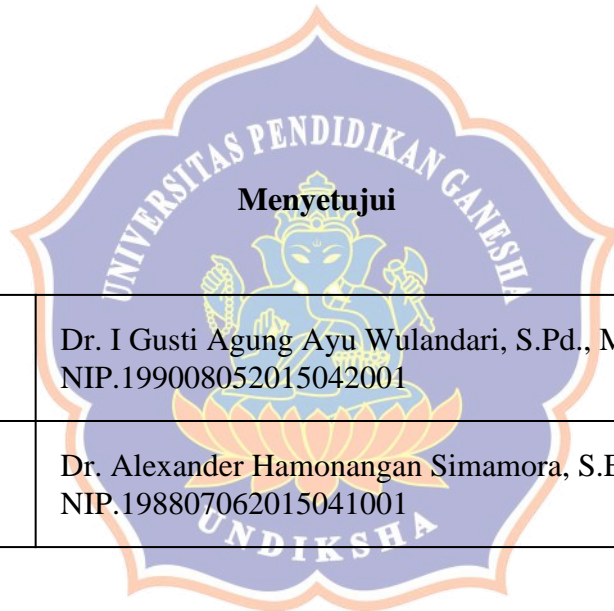 UNIVERSITAS PENDIDIKAN GANESHA
Menyetujui
Dr. I Gusti Agung Ayu Wulandari, S.Pd.,
NIP.199008052015042001
Dr. Alexander Hamonangan Simamora,
NIP.198807062015041001
UNDIKSHA